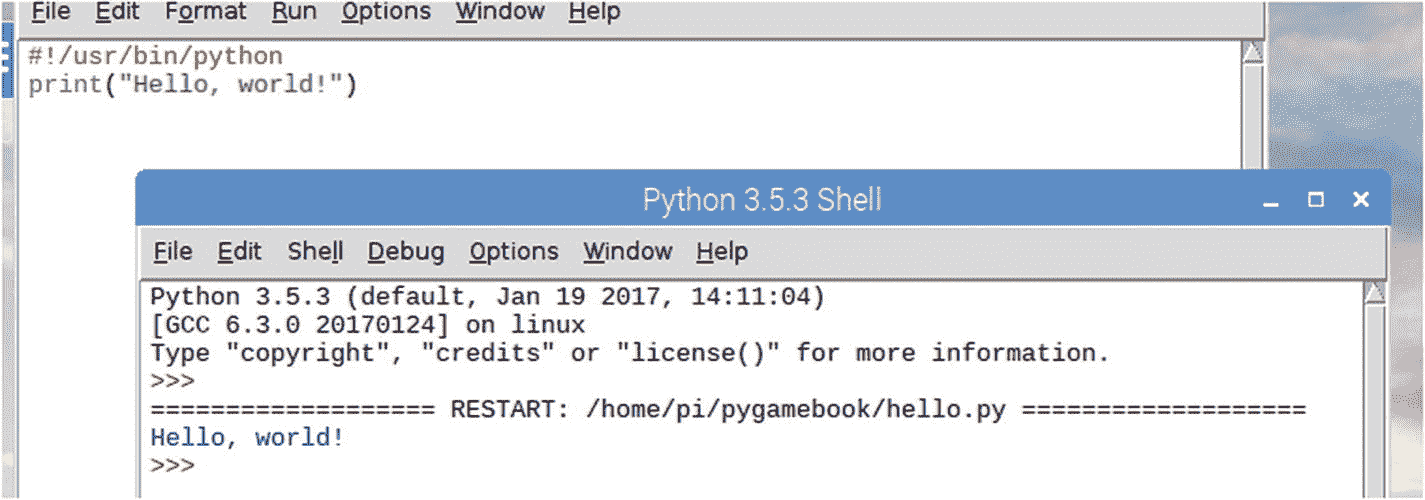 File Edit Format Run Options Window Help
#!/usr/bin/python
print("Hello, world!")
Python 3.5.3 Shell
File Edit Shell Debug Options Window Help
Python 3.5.3 (default, Jan 19 2017, 14:11:04)
[GCC 6.3.0 20170124] on linux
Type "copyright", "credits" or "license()" for more information.
>>>
=================== RESTART: /home/pi/pygamebook/hello.py ===================
Hello, world!
>>>